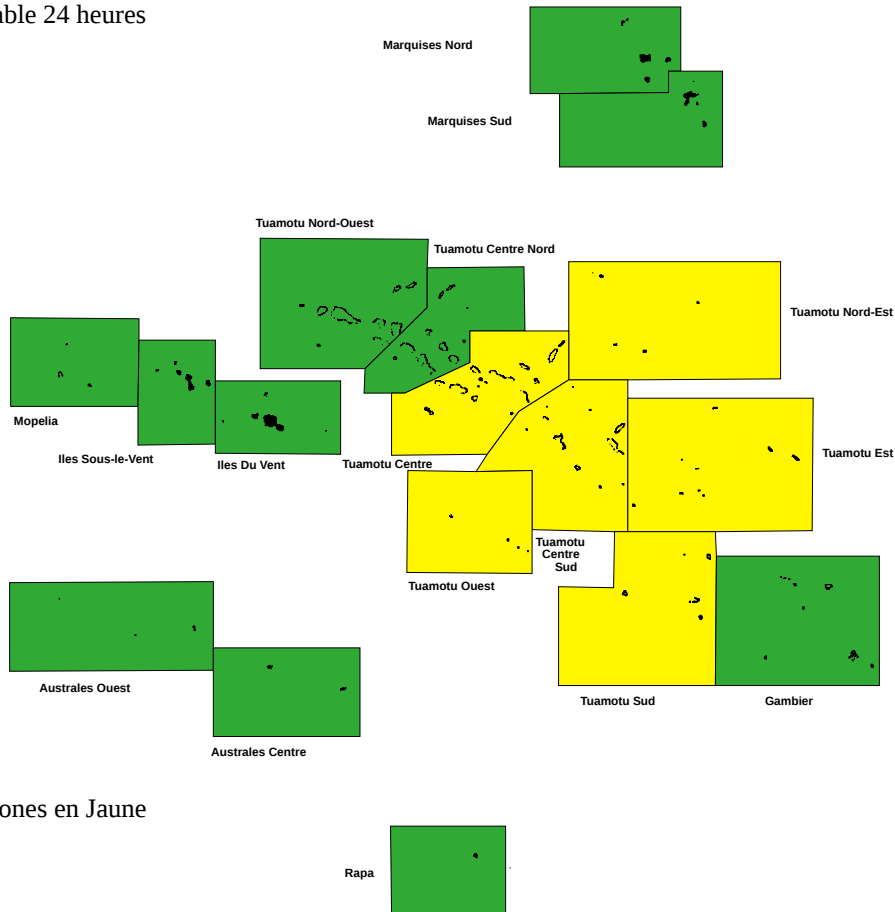 able 24 heures
Marquises Nord
Marquises Sud
Tuamotu Nord-Ouest
Tuamotu Centre Nord
Tuamotu Nord-Est
Mopelia
Iles Sous-le-Vent
Iles Du Vent
Tuamotu Centre
Tuamotu Est
Tuamotu
Centre
Sud
Tuamotu Ouest
Australes Ouest
Tuamotu Sud
Gambier
Australes Centre
ones en Jaune
Rapa